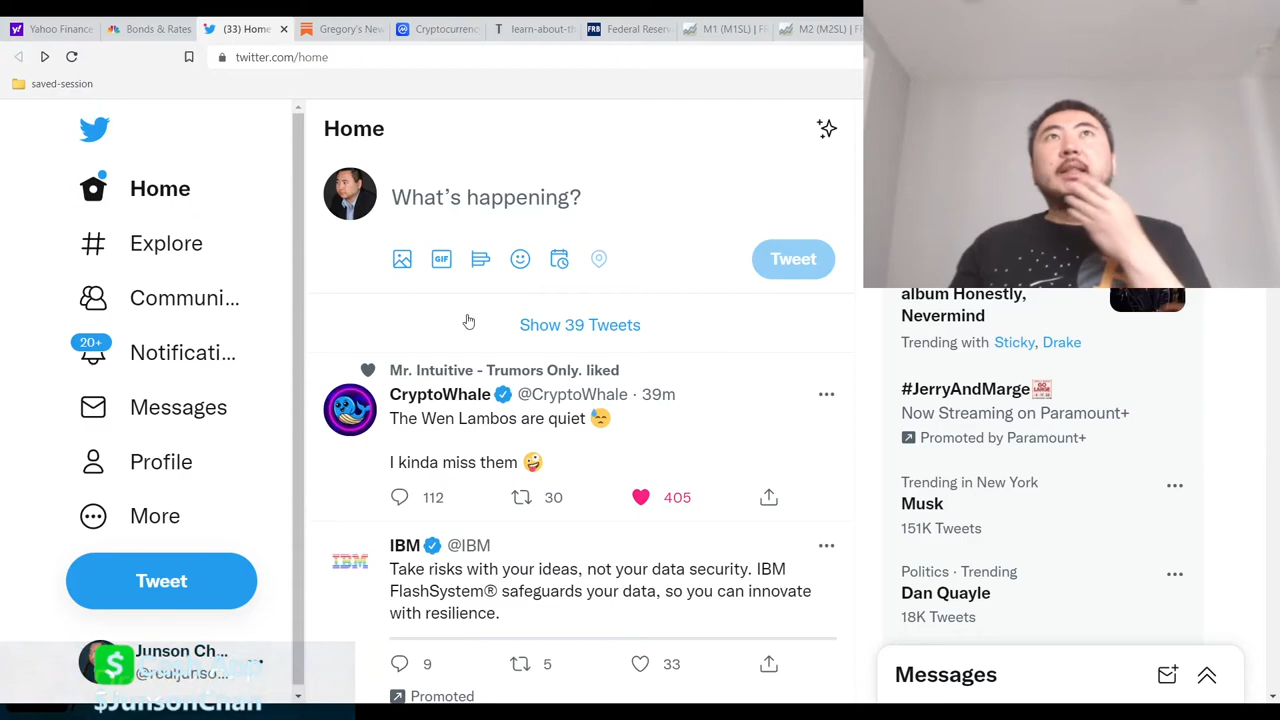 Yahoo Finance
Bonds & Rates
(33) Home
Gregory's New
Cryptocurrenc
learn-about-th
Federal Reserv
M1 (M1SL) | F
M2 (M2SL) | F
twitter.com/home
saved-session
Home
Explore
Communi...
20+
Notificati...
Messages
Profile
More
Tweet
Junson Ch...
@realjunso...
$JunsonChan
Home
What's happening?
GIF
Tweet
Show 39 Tweets
Mr. Intuitive - Trumors Only. liked
CryptoWhale @CryptoWhale · 39m
The Wen Lambos are quiet 😓
I kinda miss them 🤪
112 30 405
IBM @IBM
Take risks with your ideas, not your data security. IBM
FlashSystem® safeguards your data, so you can innovate
with resilience.
9 5 33
Promoted
album Honestly,
Nevermind
Trending with Sticky, Drake
#JerryAndMarge
Now Streaming on Paramount+
Promoted by Paramount+
Trending in New York
Musk
151K Tweets
Politics · Trending
Dan Quayle
18K Tweets
Messages